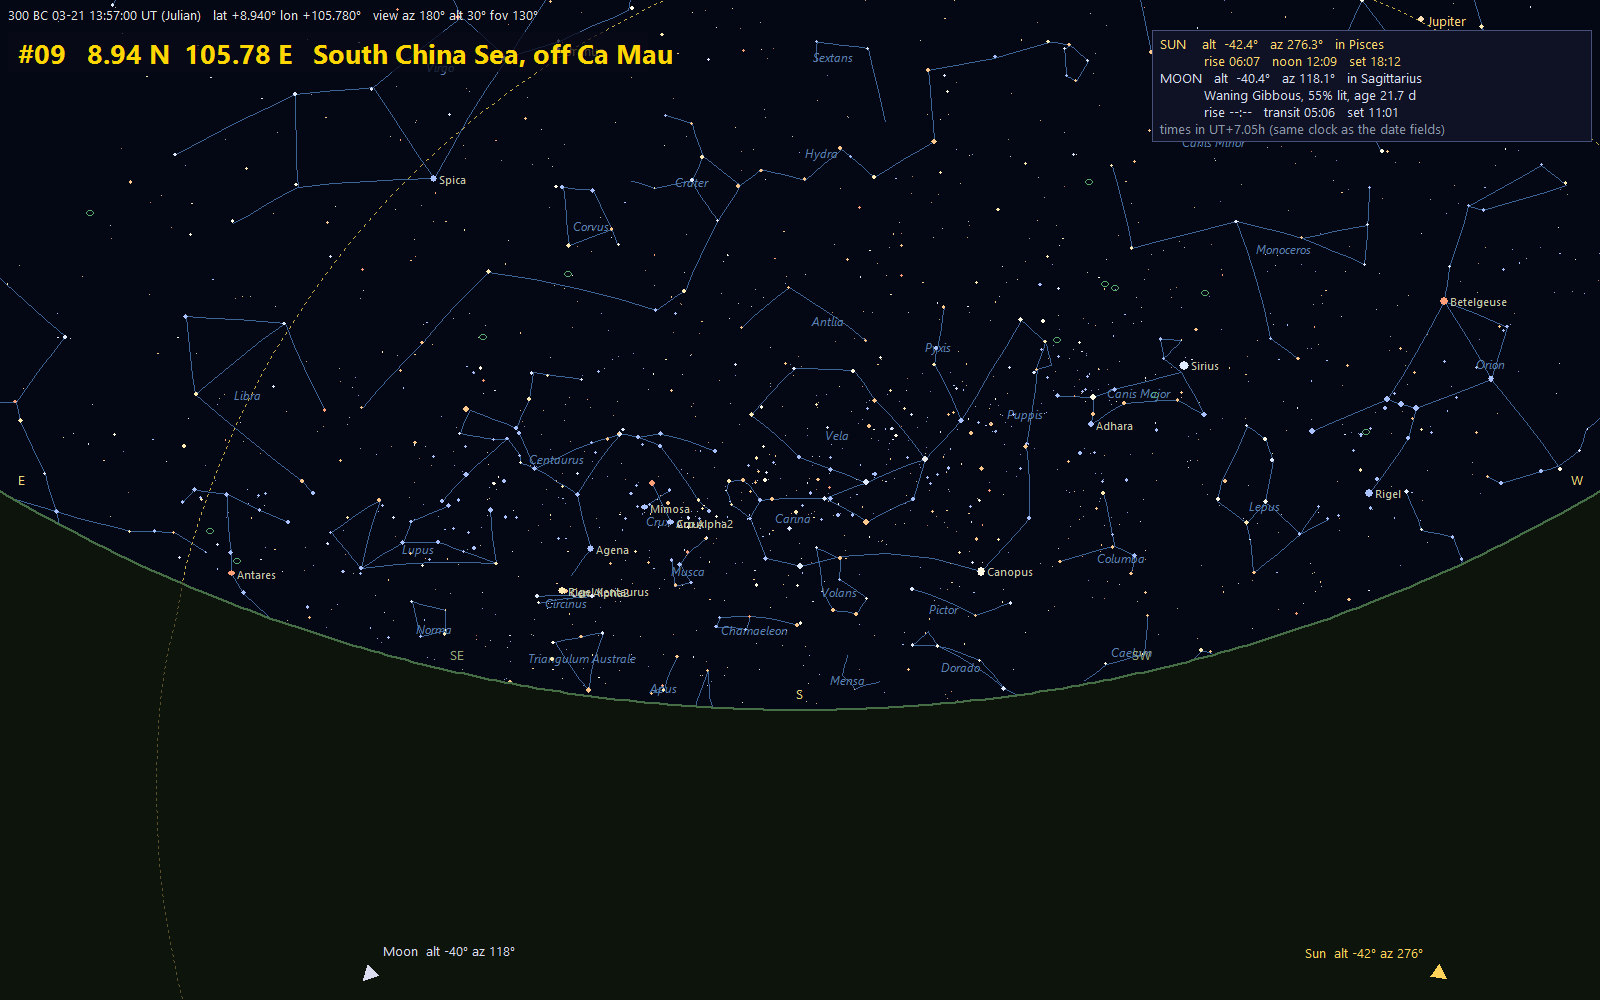 300 BC 03-21 13:57:00 UT (Julian) lat +8.940° lon +105.780° view az 180° alt 30° fov 130°
Jupiter
#09 8.94 N 105.78 E South China Sea, off Ca Mau
SUN alt -42.4° az 276.3° in Pisces
rise 06:07 noon 12:09 set 18:12
MOON alt -40.4° az 118.1° in Sagittarius
Waning Gibbous, 55% lit, age 21.7 d
rise --:-- transit 05:06 set 11:01
times in UT+7.05h (same clock as the date fields)
Virgo
Sextans
Canis Minor
Hydra
Spica
Crater
Corvus
Monoceros
Betelgeuse
Antlia
Pyxis
Sirius
Orion
Libra
Canis Major
Puppis
Adhara
Vela
Centaurus
E
W
Rigel
Mimosa
Lepus
Crux
Carina
Agena
Lupus
Columba
Antares
Musca
Canopus
Volans
Circinus
Pictor
Norma
Chamaeleon
SE
Triangulum Australe
Caelum
SW
Dorado
Mensa
Apus
S
Moon alt -40° az 118°
Sun alt -42° az 276°